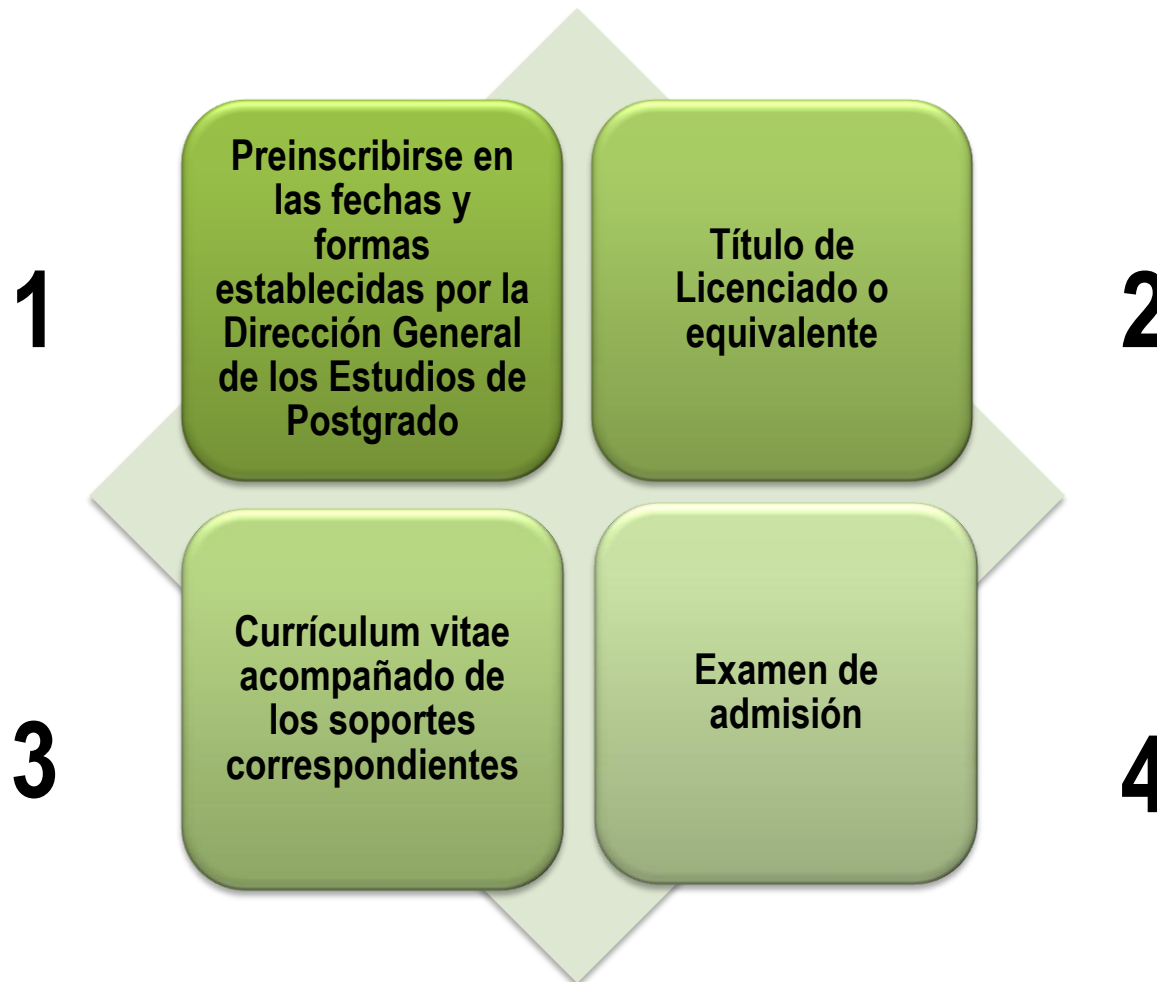 1
Preinscribirse en
las fechas y
formas
establecidas por la
Dirección General
de los Estudios de
Postgrado
Título de
Licenciado o
equivalente
2
3
Currículum vitae
acompañado de
los soportes
correspondientes
Examen de
admisión
4